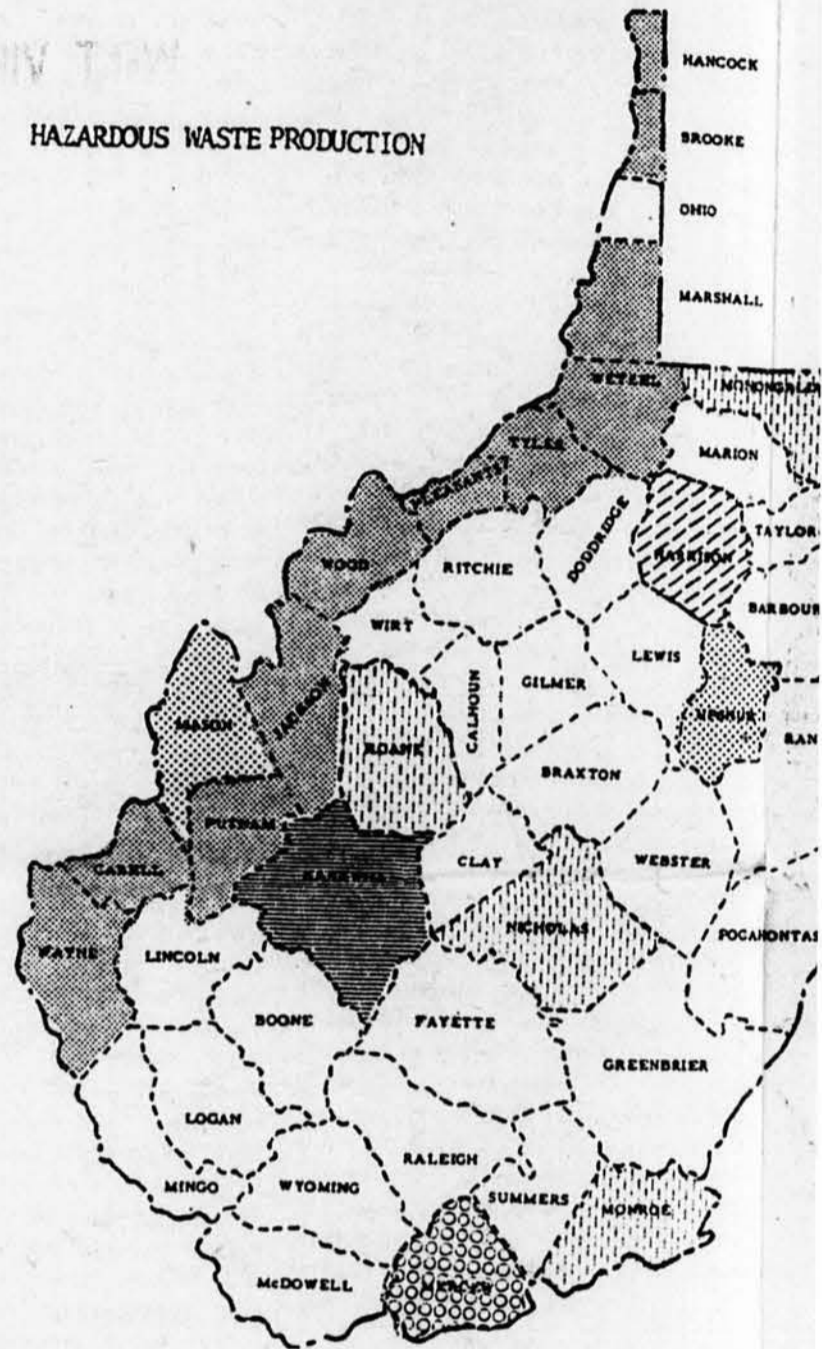 HAZARDOUS WASTE PRODUCTION
HANCOCK
BROOKE
OHIO
MARSHALL
WETZEL
MARION
TYLER
PLEASANTS
TAYLOR
HARRISON
DODDRIDGE
RITCHIE
WOOD
BARBOUR
WIRT
LEWIS
GILMER
CALHOUN
UPSHUR
JACKSON
MASON
ROANE
RAN
BRAXTON
PUTNAM
CLAY
WEBSTER
CABELL
KANAWHA
NICHOLAS
POCAHONTAS
WAYNE
LINCOLN
BOONE
FAYETTE
GREENBRIER
LOGAN
RALEIGH
MINGO
WYOMING
SUMMERS
MONROE
McDOWELL
MERCER